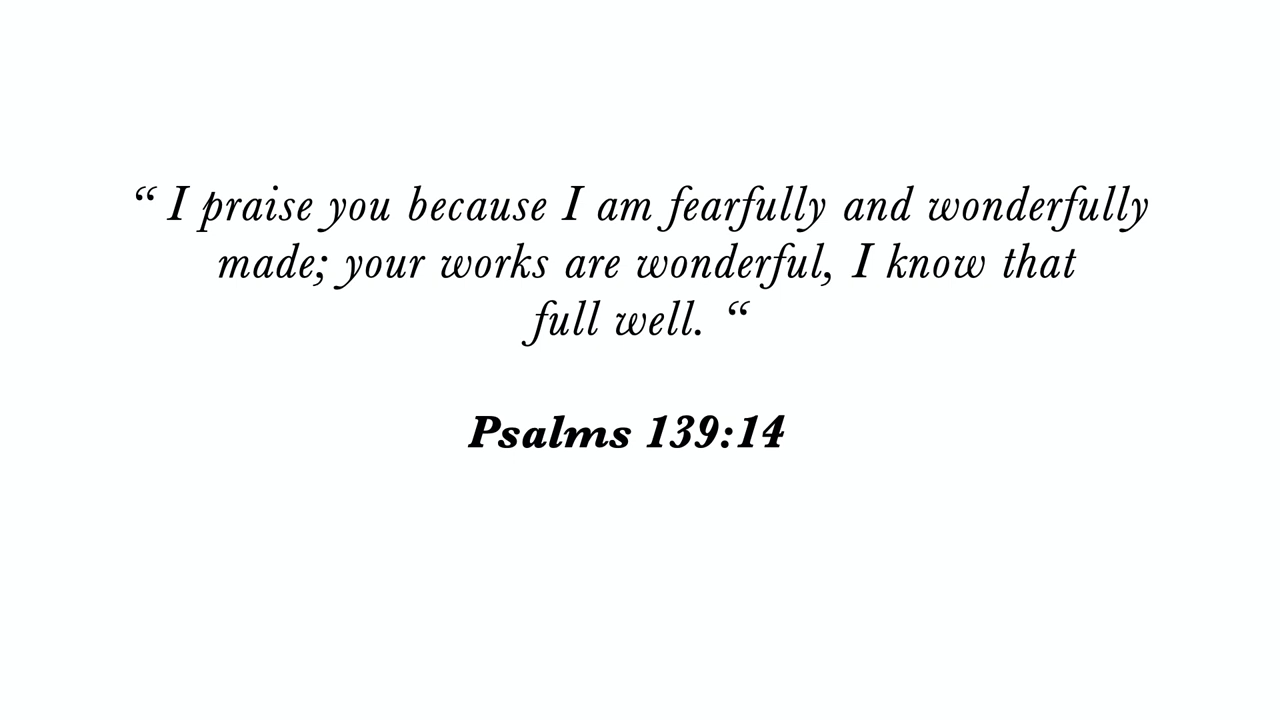 “ I praise you because I am fearfully and wonderfully
made; your works are wonderful, I know that
full well. “
Psalms 139:14